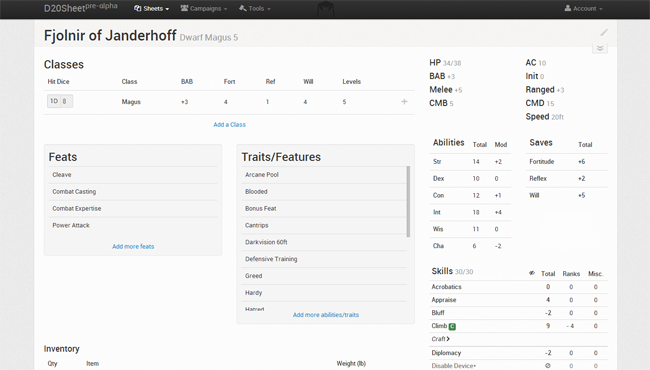 D20Sheet pre-alpha Sheets Campaigns Tools Account
Fjolnir of Janderhoff Dwarf Magus 5
Classes
Hit Dice Class BAB Fort Ref Will Levels
1D 8 Magus +3 4 1 4 5 +
Add a Class
Feats
Cleave
Combat Casting
Combat Expertise
Power Attack
Add more feats
Traits/Features
Arcane Pool
Blooded
Bonus Feat
Cantrips
Darkvision 60ft
Defensive Training
Greed
Hardy
Hatred
Add more abilities/traits
Inventory
Qty Item Weight (lb)
HP 34/38
BAB +3
Melee +5
CMB 5
AC 10
Init 0
Ranged +3
CMD 15
Speed 20ft
Abilities Total Mod
Str 14 +2
Dex 10 0
Con 12 +1
Int 18 +4
Wis 11 0
Cha 6 -2
Saves Total
Fortitude +6
Reflex +2
Will +5
Skills 30/30 Total Ranks Misc.
Acrobatics 0 0 0
Appraise 4 0 0
Bluff -2 0 0
Climb C 9 - 4 0
Craft
Diplomacy -2 0 0
Disable Device* 0 0